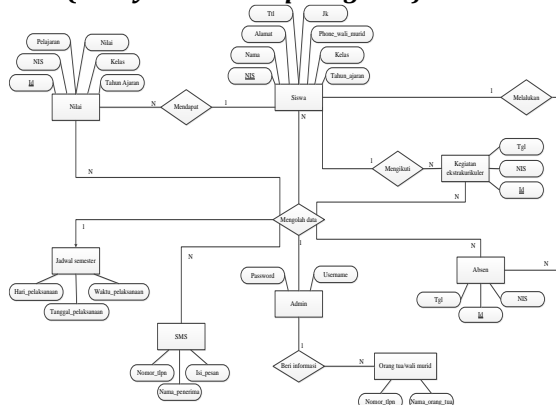 Ttl
Jk
Pelajaran
Nilai
Alamat
Phone_wali_murid
NIS
Kelas
Nama
Kelas
Id
Tahun Ajaran
NIS
Tahun_ajaran
Nilai
N
Mendapat
1
Siswa
1
Melalukan
N
Tgl
1
Mengikuti
N
Kegiatan
ekstrakurikuler
NIS
Id
N
N
Mengolah data
1
1
Jadwal semester
N
N
N
Absen
Password
Username
Hari_pelaksanaan
Waktu_pelaksanaan
Tanggal_pelaksanaan
Admin
Tgl
NIS
Id
SMS
1
Nomor_tlpn
Isi_pesan
Nama_penerima
Beri informasi
N
Orang tua/wali murid
Nomor_tlpn
Nama_orang_tua